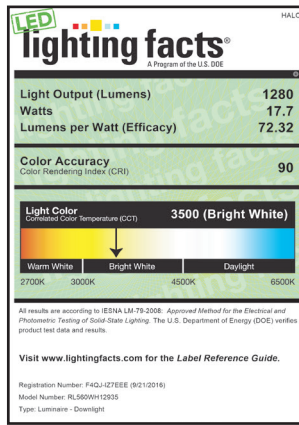 LED
HALO
lighting facts®
A Program of the U.S. DOE
Light Output (Lumens) 1280
Watts 17.7
Lumens per Watt (Efficacy) 72.32
Color Accuracy
Color Rendering Index (CRI) 90
Light Color
Correlated Color Temperature (CCT) 3500 (Bright White)
Warm White Bright White Daylight
2700K 3000K 4500K 6500K
All results are according to IESNA LM-79-2008: Approved Method for the Electrical and
Photometric Testing of Solid-State Lighting. The U.S. Department of Energy (DOE) verifies
product test data and results.
Visit www.lightingfacts.com for the Label Reference Guide.
Registration Number: F4QJ-IZ7EEE (9/21/2016)
Model Number: RL560WH12935
Type: Luminaire - Downlight